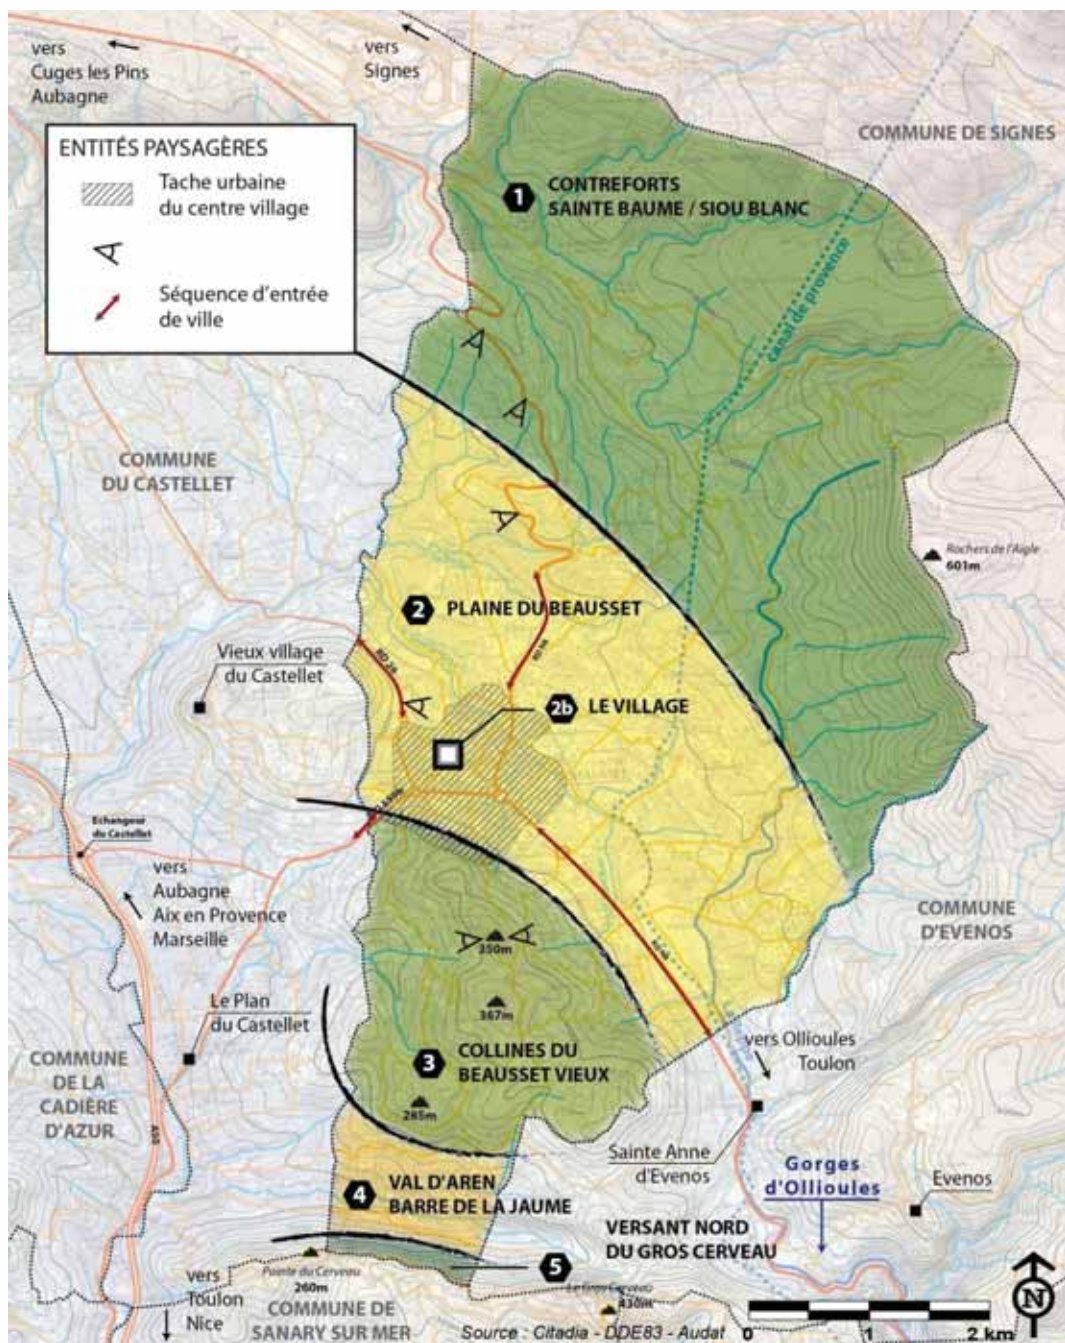 vers
Cuges les Pins
Aubagne
vers
Signes
COMMUNE DE SIGNES
ENTITÉS PAYSAGÈRES
Tache urbaine
du centre village
Séquence d'entrée
de ville
1
CONTREFORTS
SAINTE BAUME / SIOU BLANC
canal de provence
COMMUNE
DU CASTELLET
Rochers de l'Aigle
601m
2
PLAINE DU BEAUSSET
Vieux village
du Castellet
2b
LE VILLAGE
Echangeur
du Castellet
vers
Aubagne
Aix en Provence
Marseille
COMMUNE
D'EVENOS
350m
367m
Le Plan
du Castellet
3
COLLINES DU
BEAUSSET VIEUX
285m
vers Ollioules
Toulon
COMMUNE
DE LA
CADIÈRE
D'AZUR
A50
Sainte Anne
d'Evenos
Gorges
d'Ollioules
Evenos
4
VAL D'AREN
BARRE DE LA JAUME
VERSANT NORD
DU GROS CERVEAU
5
Pointe du Cerveau
260m
Le Gros Cerveau
430m
vers
Toulon
Nice
COMMUNE DE
SANARY SUR MER
Source : Citadia - DDE83 - Audat
N
0 1 2 km